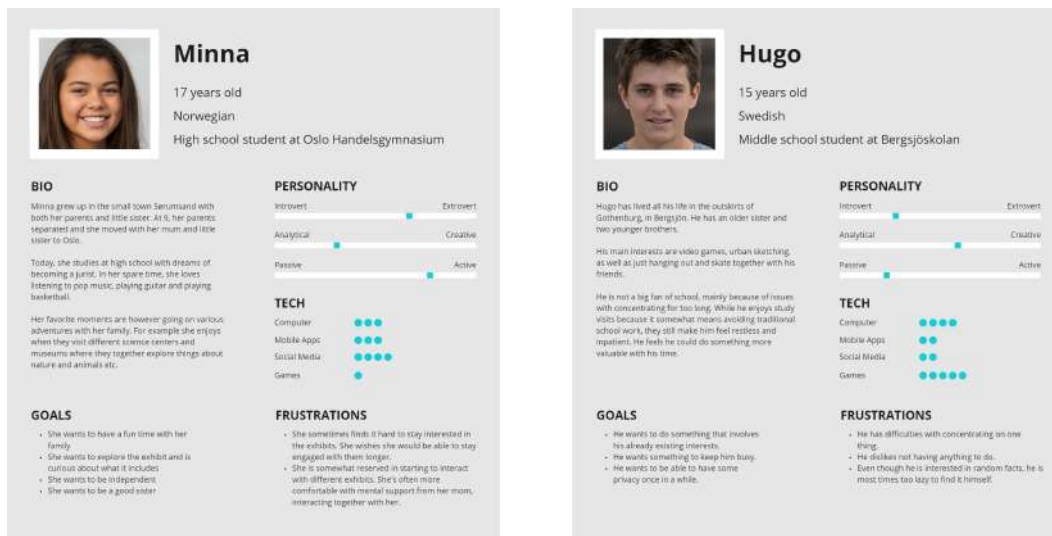 Minna
17 years old
Norwegian
High school student at Oslo Handelsgymnasium
BIO
Minna grew up in the small town Sørumsand with
both her parents and little sister. At 9, her parents
separated and she moved with her mum and little
sister to Oslo.
Today, she studies at high school with dreams of
becoming a jurist. In her spare time, she loves
listening to pop music, playing guitar and playing
basketball.
Her favorite moments are however going on various
adventures with her family. For example she enjoys
when they visit different science centers and
museums where they together explore things about
nature and animals etc.
PERSONALITY
Introvert Extrovert
Analytical Creative
Passive Active
TECH
Computer
Mobile Apps
Social Media
Games
GOALS
• She wants to have a fun time with her
family
• She wants to explore the exhibit and is
curious about what it includes
• She wants to be independent
• She wants to be a good sister
FRUSTRATIONS
• She sometimes finds it hard to stay interested in
the exhibits. She wishes she would be able to stay
engaged with them longer.
• She is somewhat reserved in starting to interact
with different exhibits. She's often more
comfortable with mental support from her mom,
interacting together with her.
Hugo
15 years old
Swedish
Middle school student at Bergsjöskolan
BIO
Hugo has lived all his life in the outskirts of
Gothenburg, in Bergsjön. He has an older sister and
two younger brothers.
His main interests are video games, urban sketching,
as well as just hanging out and skate together with his
friends.
He is not a big fan of school, mainly because of issues
with concentrating for too long. While he enjoys study
visits because it somewhat means avoiding traditional
school work, they still make him feel restless and
inpatient. He feels he could do something more
valuable with his time.
PERSONALITY
Introvert Extrovert
Analytical Creative
Passive Active
TECH
Computer
Mobile Apps
Social Media
Games
GOALS
• He wants to do something that involves
his already existing interests.
• He wants something to keep him busy.
• He wants to be able to have some
privacy once in a while.
FRUSTRATIONS
• He has difficulties with concentrating on one
thing.
• He dislikes not having anything to do.
• Even though he is interested in random facts, he is
most times too lazy to find it himself.